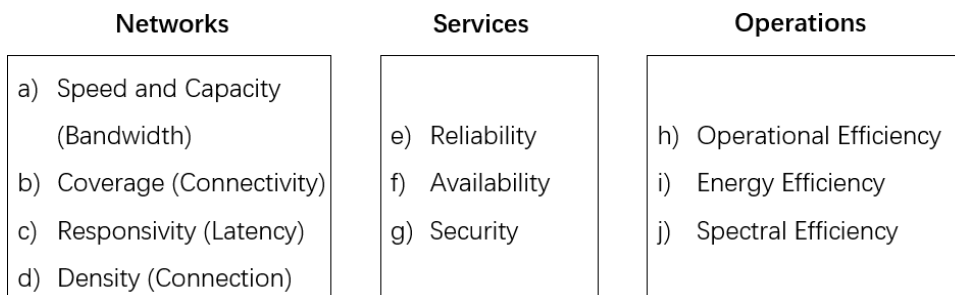 Networks
a) Speed and Capacity
(Bandwidth)
b) Coverage (Connectivity)
c) Responsivity (Latency)
d) Density (Connection)
Services
e) Reliability
f) Availability
g) Security
Operations
h) Operational Efficiency
i) Energy Efficiency
j) Spectral Efficiency